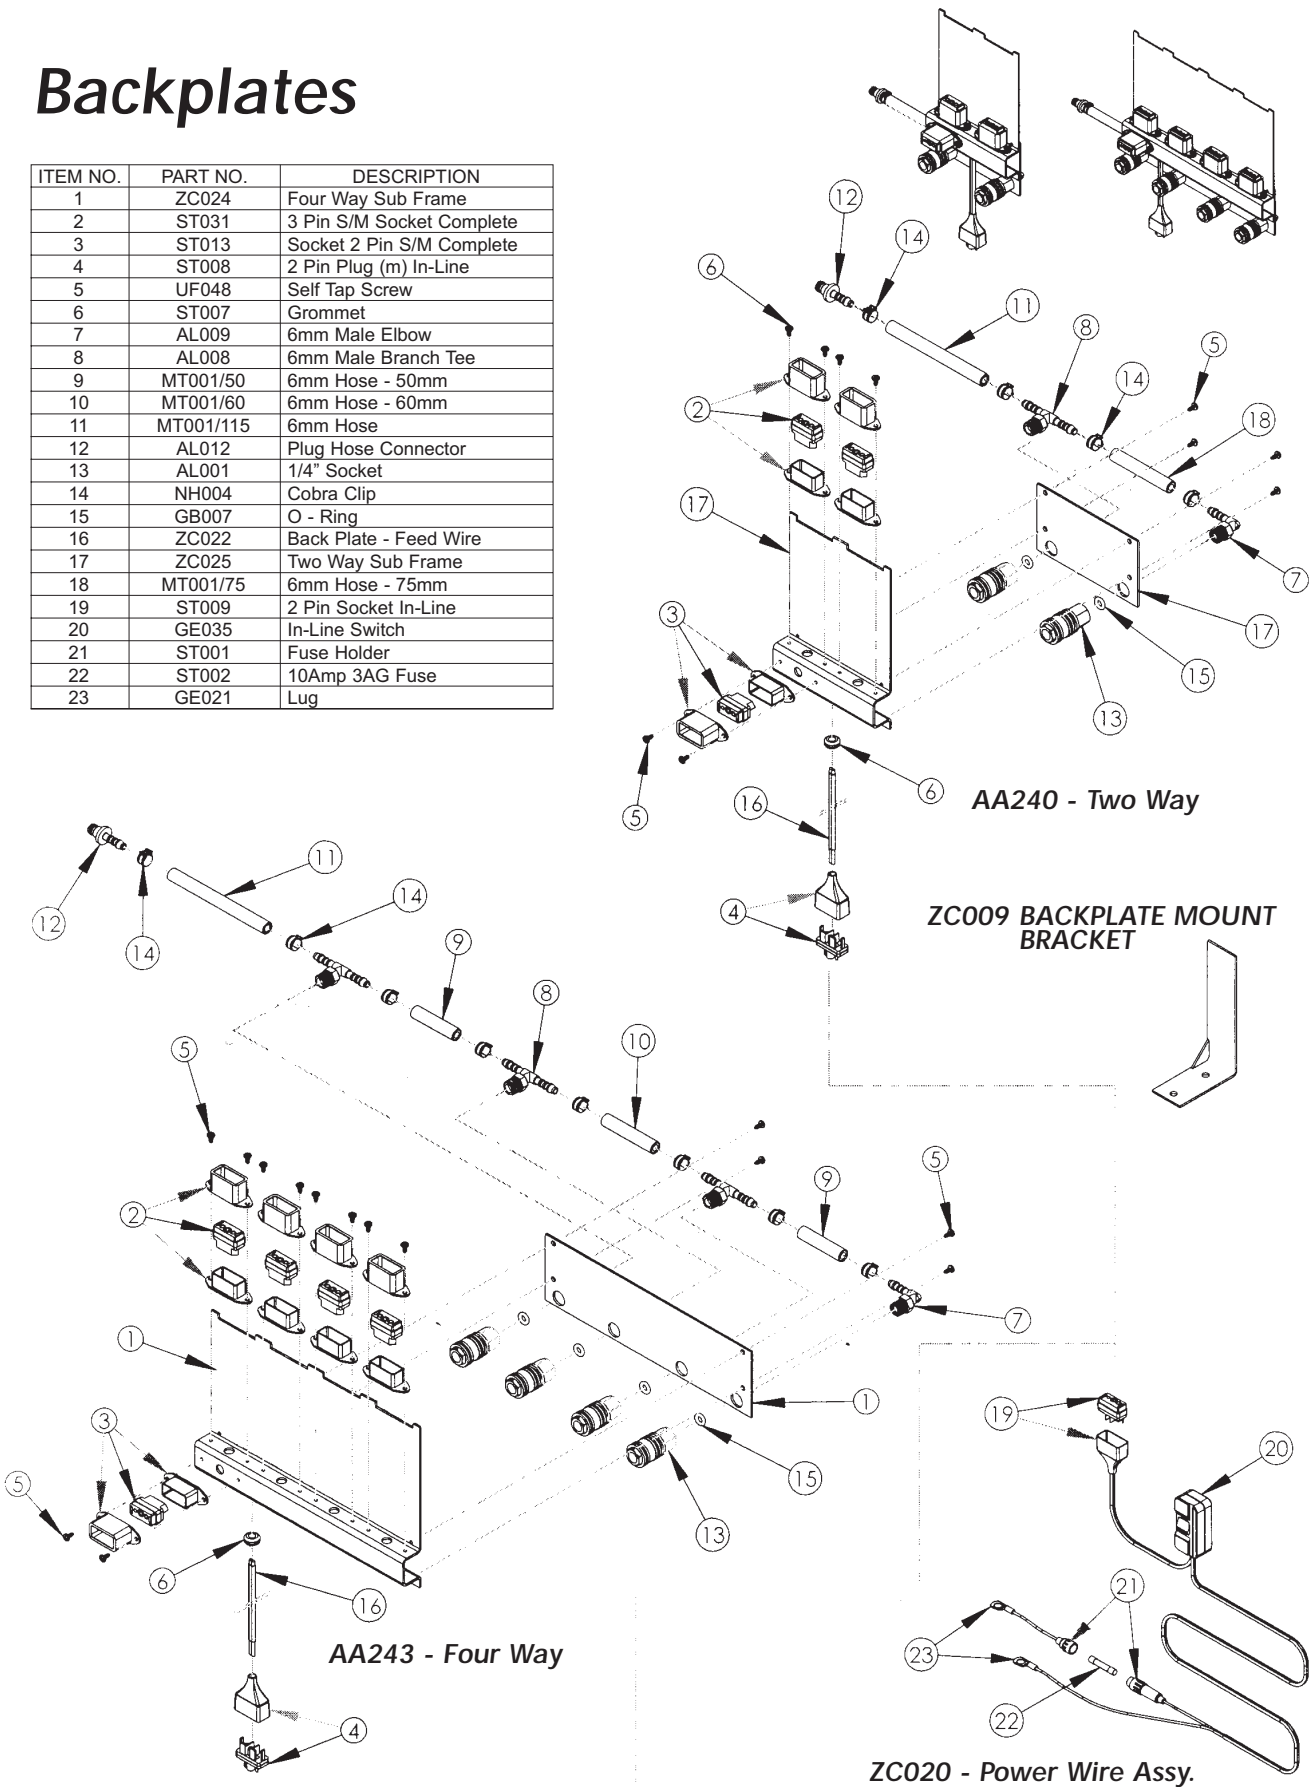 Backplates
ITEM NO. PART NO. DESCRIPTION
1 ZC024 Four Way Sub Frame
2 ST031 3 Pin S/M Socket Complete
3 ST013 Socket 2 Pin S/M Complete
4 ST008 2 Pin Plug (m) In-Line
5 UF048 Self Tap Screw
6 ST007 Grommet
7 AL009 6mm Male Elbow
8 AL008 6mm Male Branch Tee
9 MT001/50 6mm Hose - 50mm
10 MT001/60 6mm Hose - 60mm
11 MT001/115 6mm Hose
12 AL012 Plug Hose Connector
13 AL001 1/4” Socket
14 NH004 Cobra Clip
15 GB007 O - Ring
16 ZC022 Back Plate - Feed Wire
17 ZC025 Two Way Sub Frame
18 MT001/75 6mm Hose - 75mm
19 ST009 2 Pin Socket In-Line
20 GE035 In-Line Switch
21 ST001 Fuse Holder
22 ST002 10Amp 3AG Fuse
23 GE021 Lug
12
14
6
11
8
5
14
2
18
17
7
3
17
15
13
5
6
16
4
AA240 - Two Way
ZC009 BACKPLATE MOUNT
BRACKET
11
12
14
14
9
8
10
5
5
9
2
7
1
1
3
15
5
13
6
16
4
AA243 - Four Way
19
20
21
23
22
ZC020 - Power Wire Assy.